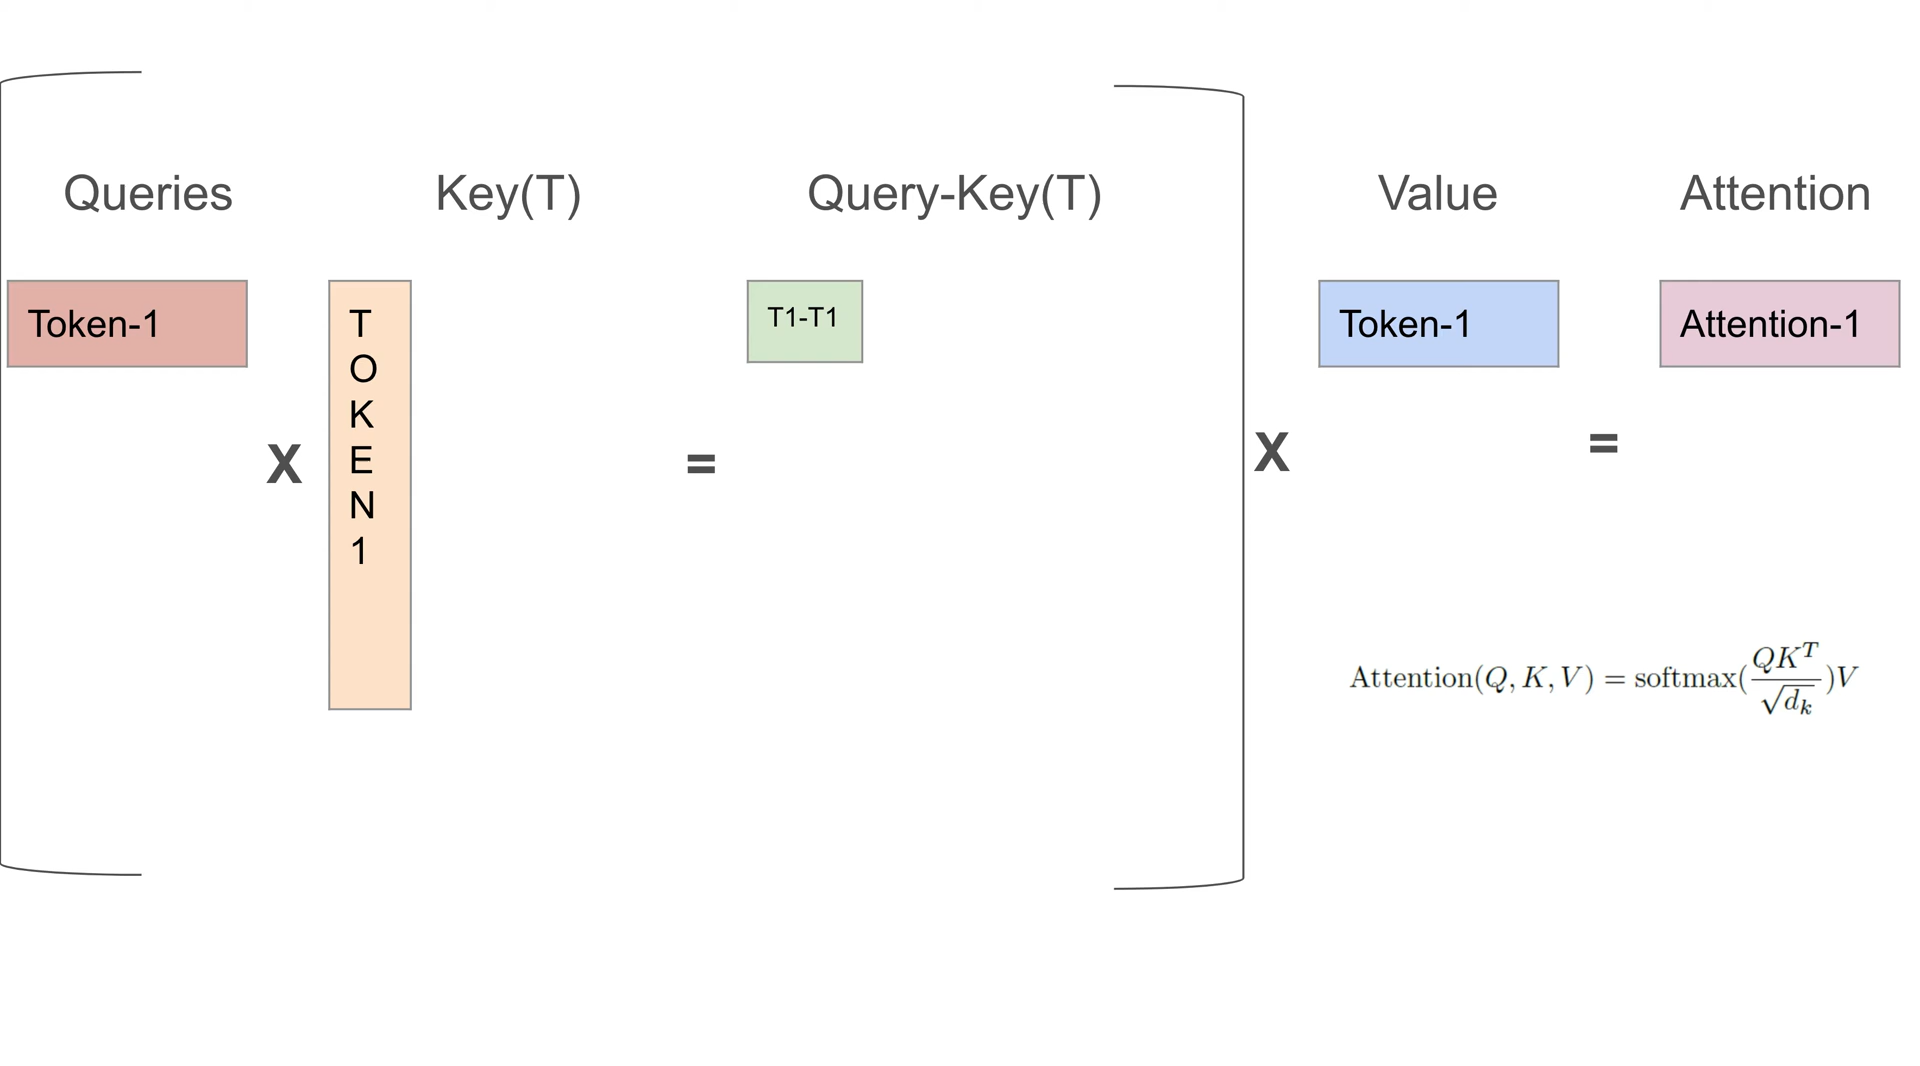 Queries Key(T) Query-Key(T) Value Attention
Token-1
T
O
K
E
N
1
T1-T1
Token-1
Attention-1
X = X =
Attention(Q, K, V) = softmax(QK^T/√d_k)V